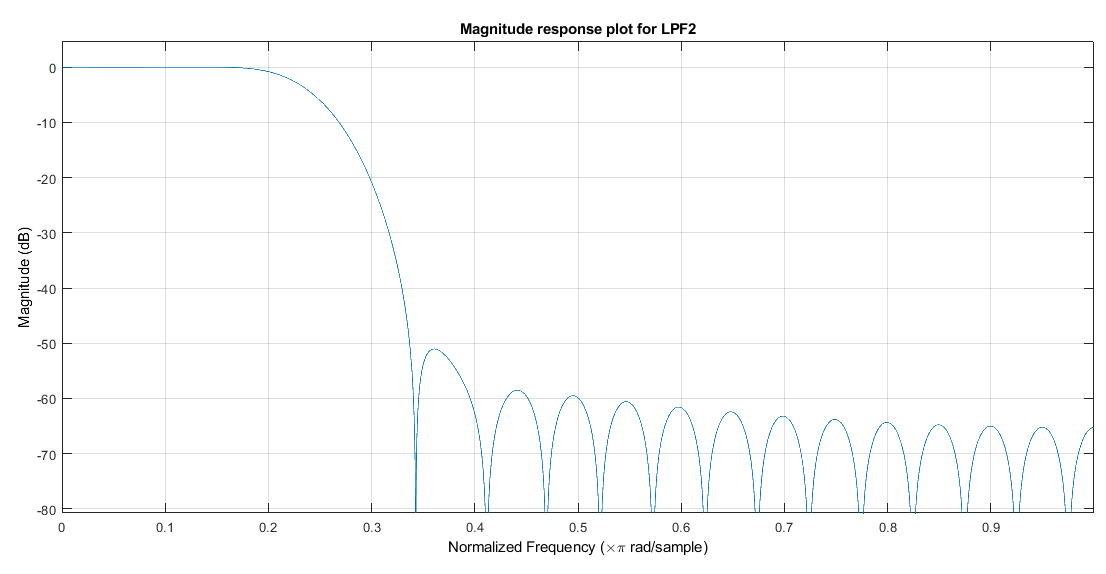 Magnitude response plot for LPF2
Magnitude (dB)
0
-10
-20
-30
-40
-50
-60
-70
-80
0 0.1 0.2 0.3 0.4 0.5 0.6 0.7 0.8 0.9
Normalized Frequency (×π rad/sample)